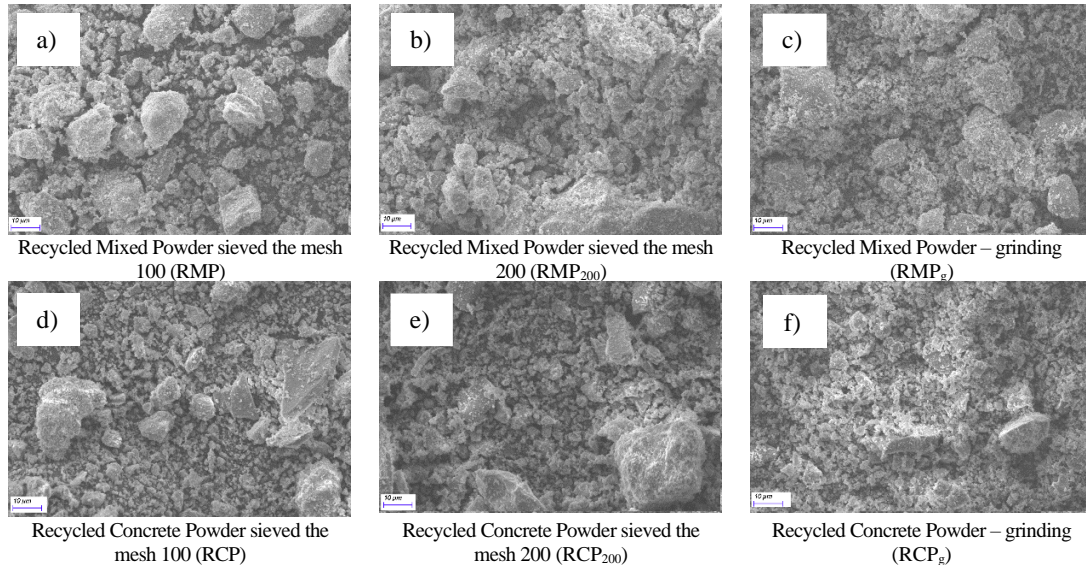 a)
b)
c)
10 µm
10 µm
10 µm
Recycled Mixed Powder sieved the mesh
100 (RMP)
Recycled Mixed Powder sieved the mesh
200 (RMP₂₀₀)
Recycled Mixed Powder – grinding
(RMPg)
d)
e)
f)
10 µm
10 µm
10 µm
Recycled Concrete Powder sieved the
mesh 100 (RCP)
Recycled Concrete Powder sieved the
mesh 200 (RCP₂₀₀)
Recycled Concrete Powder – grinding
(RCPg)